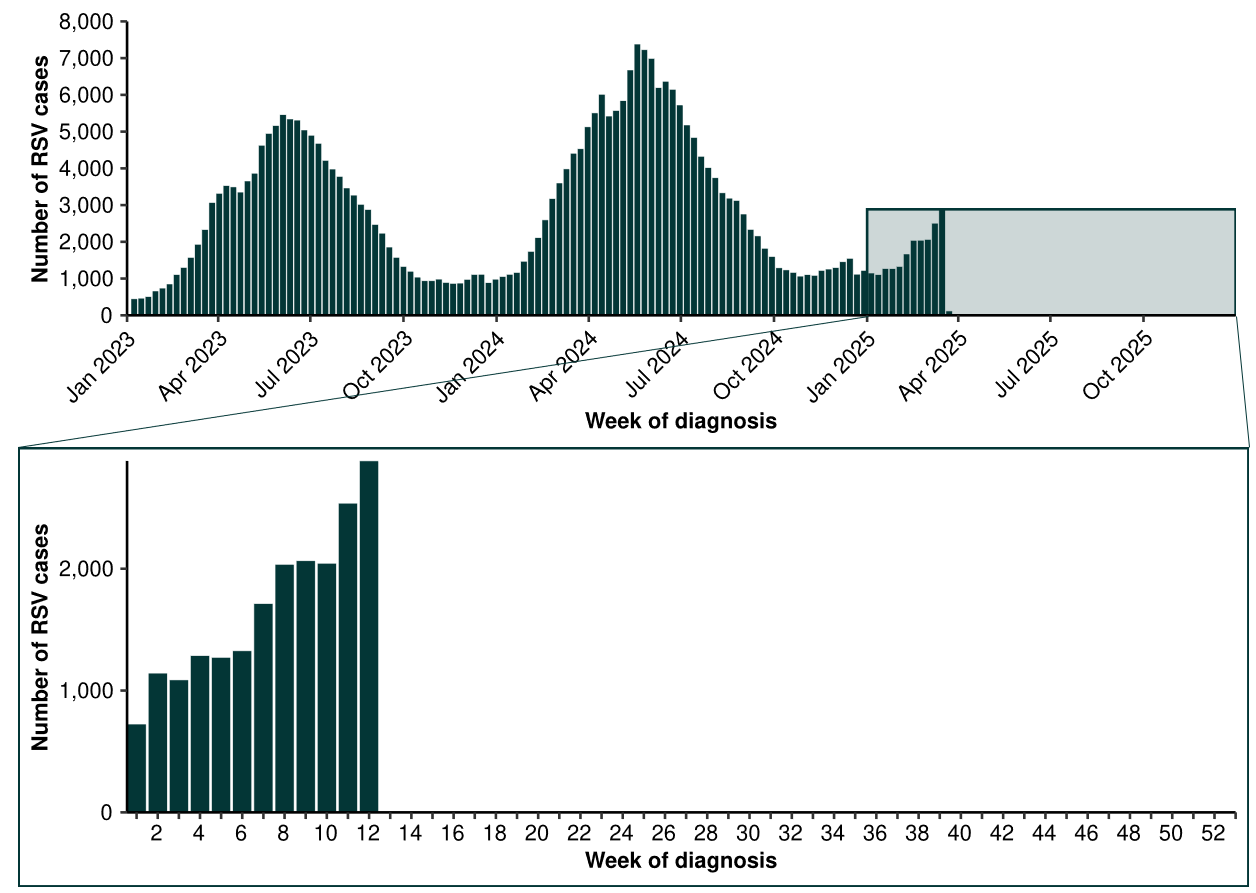 Number of RSV cases
8,000
7,000
6,000
5,000
4,000
3,000
2,000
1,000
0
Jan 2023
Apr 2023
Jul 2023
Oct 2023
Jan 2024
Apr 2024
Jul 2024
Oct 2024
Jan 2025
Apr 2025
Jul 2025
Oct 2025
Week of diagnosis
Number of RSV cases
2,000
1,000
0
2 4 6 8 10 12 14 16 18 20 22 24 26 28 30 32 34 36 38 40 42 44 46 48 50 52
Week of diagnosis